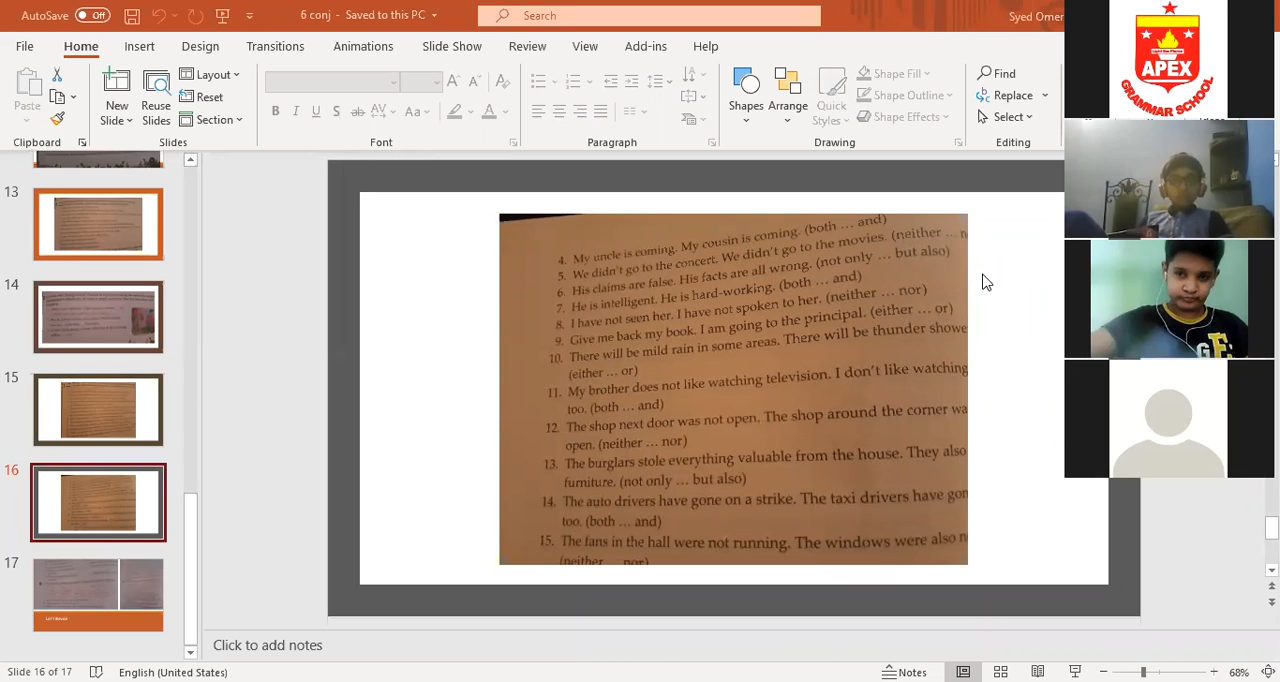 AutoSave Off 6 conj - Saved to this PC Search Syed Omer
File Home Insert Design Transitions Animations Slide Show Review View Add-ins Help
Paste New Slide Reuse Slides Layout Reset Section
B I U S ab AV Aa A
Shapes Arrange Quick Styles Shape Fill Shape Outline Shape Effects
Find Replace Select
Clipboard Slides Font Paragraph Drawing Editing
APEX
GRAMMAR SCHOOL
13
14
15
16
17
4. My uncle is coming. My cousin is coming. (both ... and)
5. We didn't go to the concert. We didn't go to the movies. (neither ...
6. His claims are false. His facts are all wrong. (not only ... but also)
7. He is intelligent. He is hard-working. (both ... and)
8. I have not seen her. I have not spoken to her. (neither ... nor)
9. Give me back my book. I am going to the principal. (either ... or)
10. There will be mild rain in some areas. There will be thunder showe
(either ... or)
11. My brother does not like watching television. I don't like watching
too. (both ... and)
12. The shop next door was not open. The shop around the corner wa
open. (neither ... nor)
13. The burglars stole everything valuable from the house. They also
furniture. (not only ... but also)
14. The auto drivers have gone on a strike. The taxi drivers have gon
too. (both ... and)
15. The fans in the hall were not running. The windows were also n
(neither ... nor)
Click to add notes
Slide 16 of 17 English (United States) Notes 68%